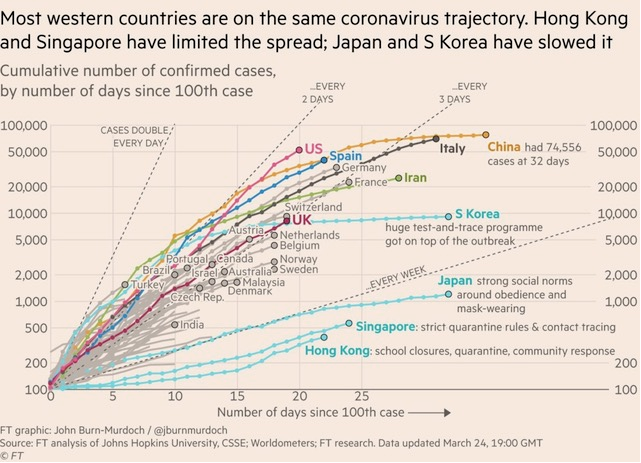 Most western countries are on the same coronavirus trajectory. Hong Kong
and Singapore have limited the spread; Japan and S Korea have slowed it
Cumulative number of confirmed cases,
by number of days since 100th case
...EVERY
2 DAYS
...EVERY
3 DAYS
CASES DOUBLE
EVERY DAY
100,000
100,000
US
Italy
China had 74,556
cases at 32 days
50,000
50,000
Spain
Germany
France
Iran
20,000
20,000
Switzerland
10,000
10,000
UK
S Korea
huge test-and-trace programme
got on top of the outbreak
5,000
5,000
Austria
Netherlands
Belgium
Portugal
Canada
Norway
Sweden
Brazil
Israel
Australia
EVERY WEEK
2,000
2,000
Turkey
Malaysia
Denmark
Czech Rep.
Japan strong social norms
around obedience and
mask-wearing
1,000
1,000
India
500
500
Singapore: strict quarantine rules & contact tracing
Hong Kong: school closures, quarantine, community response
200
200
100
100
0
5
10
15
20
25
Number of days since 100th case
FT graphic: John Burn-Murdoch / @jburnmurdoch
Source: FT analysis of Johns Hopkins University, CSSE; Worldometers; FT research. Data updated March 24, 19:00 GMT
© FT